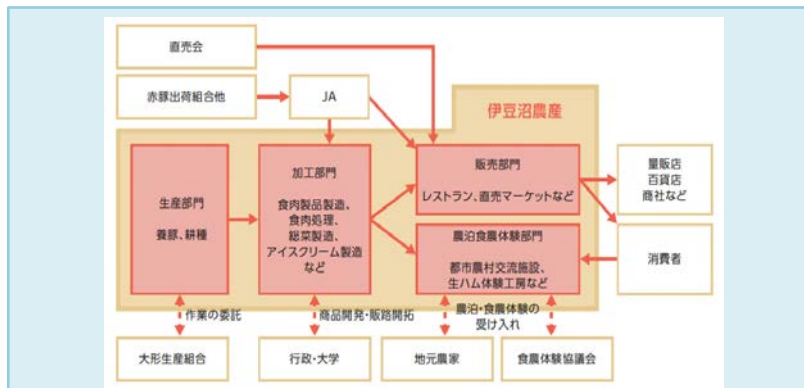 直売会
赤豚出荷組合他
JA
伊豆沼農産
生産部門
養豚、耕種
加工部門
食肉製品製造、
食肉処理、
総菜製造、
アイスクリーム製造
など
販売部門
レストラン、直売マーケットなど
農泊食農体験部門
都市農村交流施設、
生ハム体験工房など
量販店
百貨店
商社など
消費者
作業の委託
商品開発・販路開拓
農泊・食農体験の
受け入れ
大形生産組合
行政・大学
地元農家
食農体験協議会